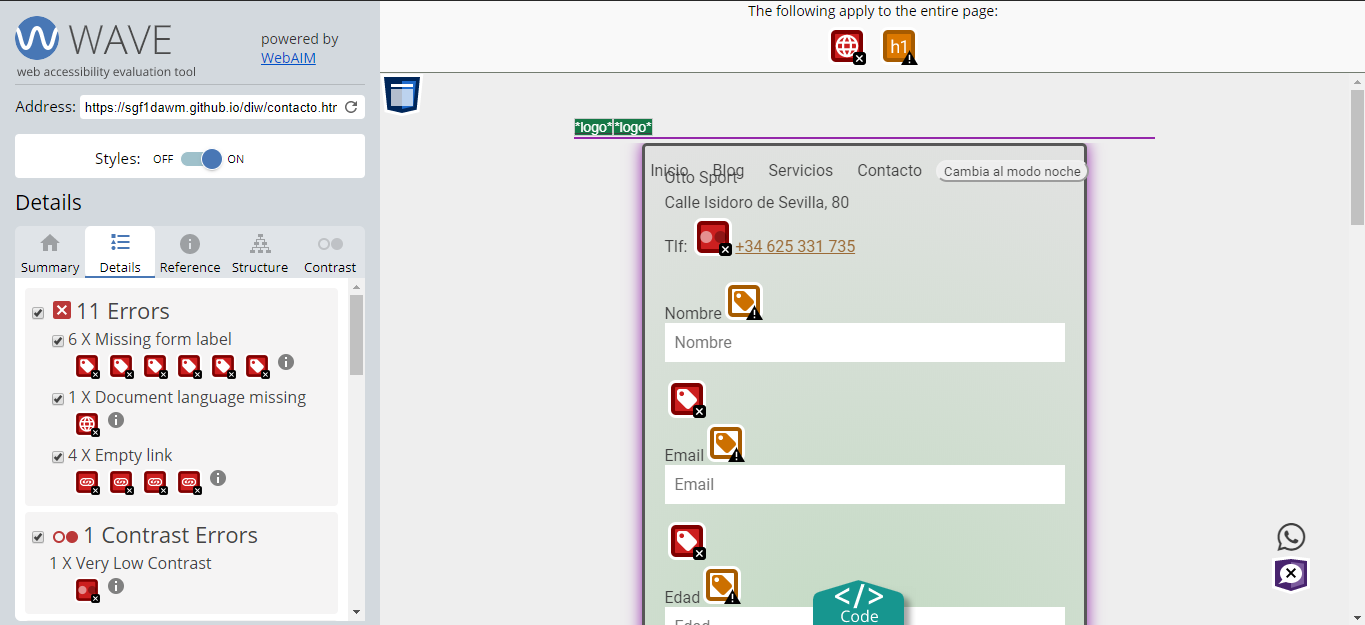 WAVE
powered by
WebAIM
web accessibility evaluation tool
Address: https://sgf1dawm.github.io/diw/contacto.htr
Styles: OFF ON
Details
Summary Details Reference Structure Contrast
11 Errors
6 X Missing form label
1 X Document language missing
4 X Empty link
1 Contrast Errors
1 X Very Low Contrast
The following apply to the entire page:
h1
*logo* *logo*
Inicio Blog Servicios Contacto Cambia al modo noche
Otto Sport
Calle Isidoro de Sevilla, 80
Tlf: +34 625 331 735
Nombre
Nombre
Email
Email
Edad
Edad
</> Code